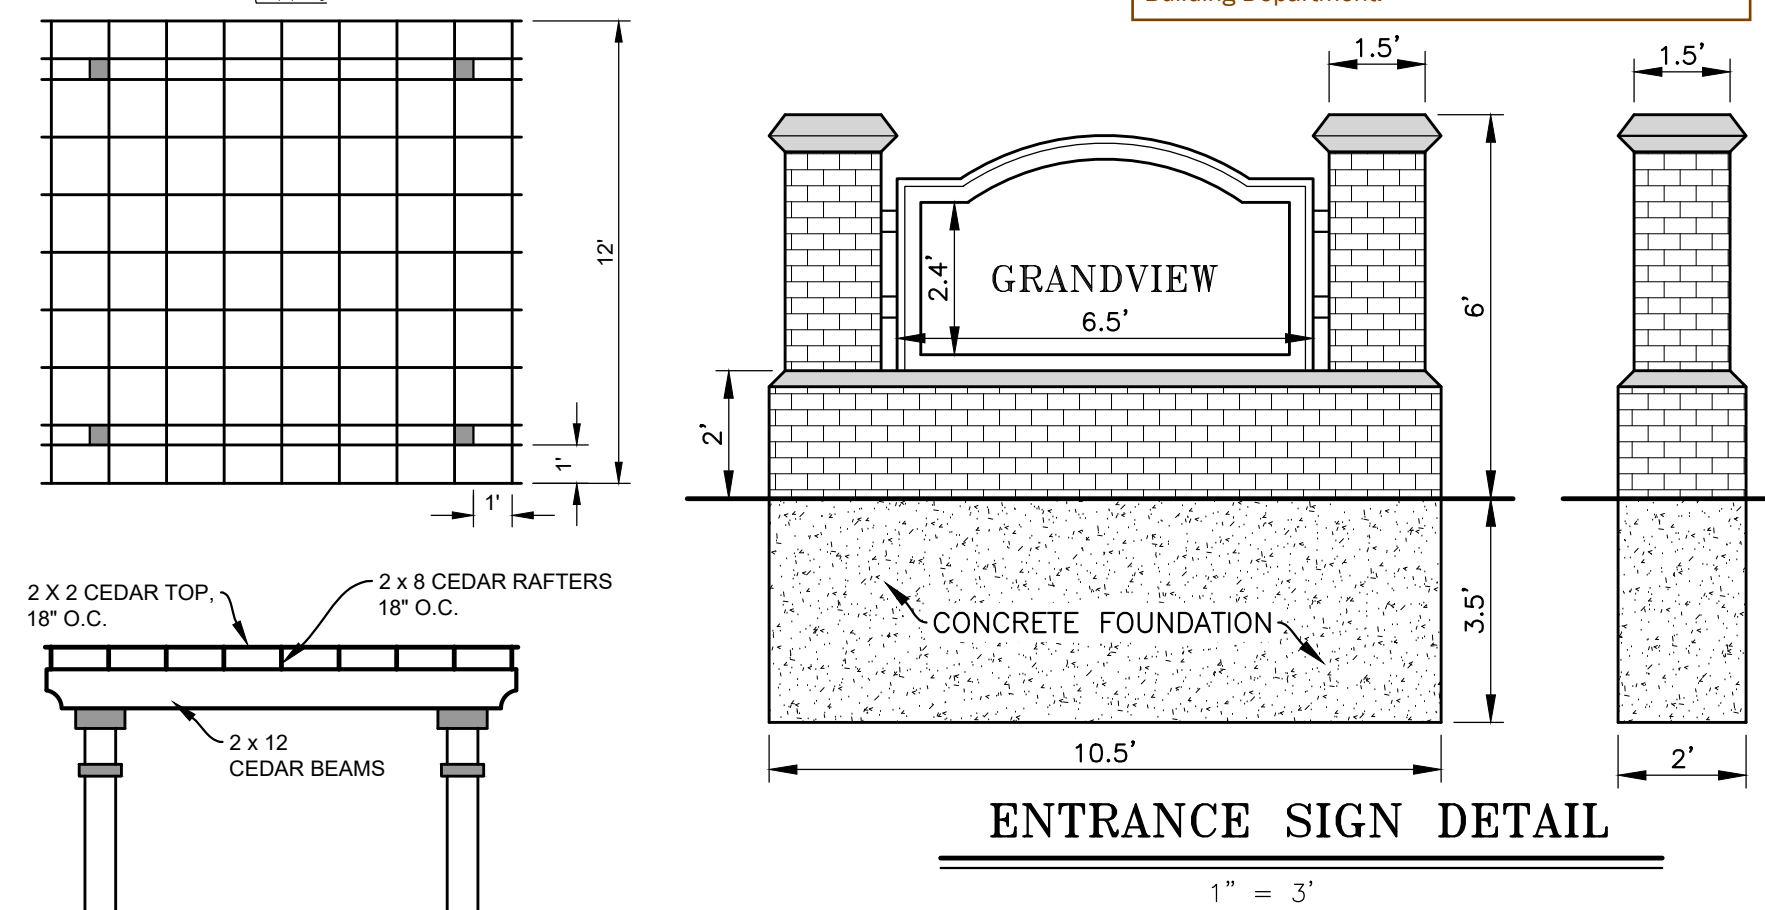 Building Department.
12'
1'
1'
2 X 2 CEDAR TOP,
18" O.C.
2 x 8 CEDAR RAFTERS
18" O.C.
2 x 12
CEDAR BEAMS
1.5'
1.5'
2.4'
GRANDVIEW
6.5'
6'
2'
CONCRETE FOUNDATION
3.5'
10.5'
2'
ENTRANCE SIGN DETAIL
1” = 3'